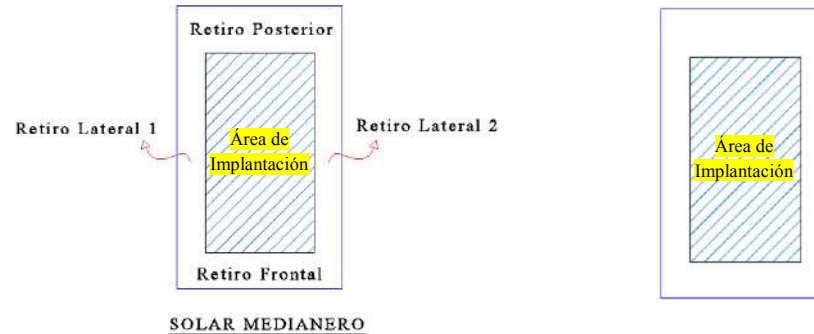 Retiro Posterior
Retiro Lateral 1
Área de
Implantación
Retiro Lateral 2
Retiro Frontal
SOLAR MEDIANERO
Área de
Implantación